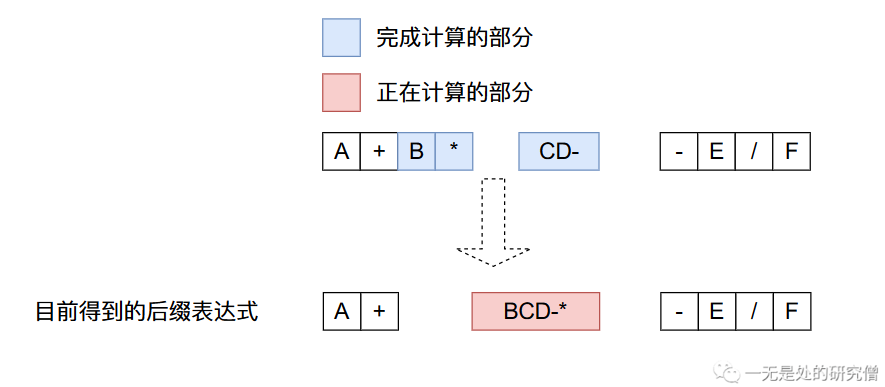 完成计算的部分
正在计算的部分
A + B * CD- - E / F
目前得到的后缀表达式 A + BCD-* - E / F
一无是处的研究僧